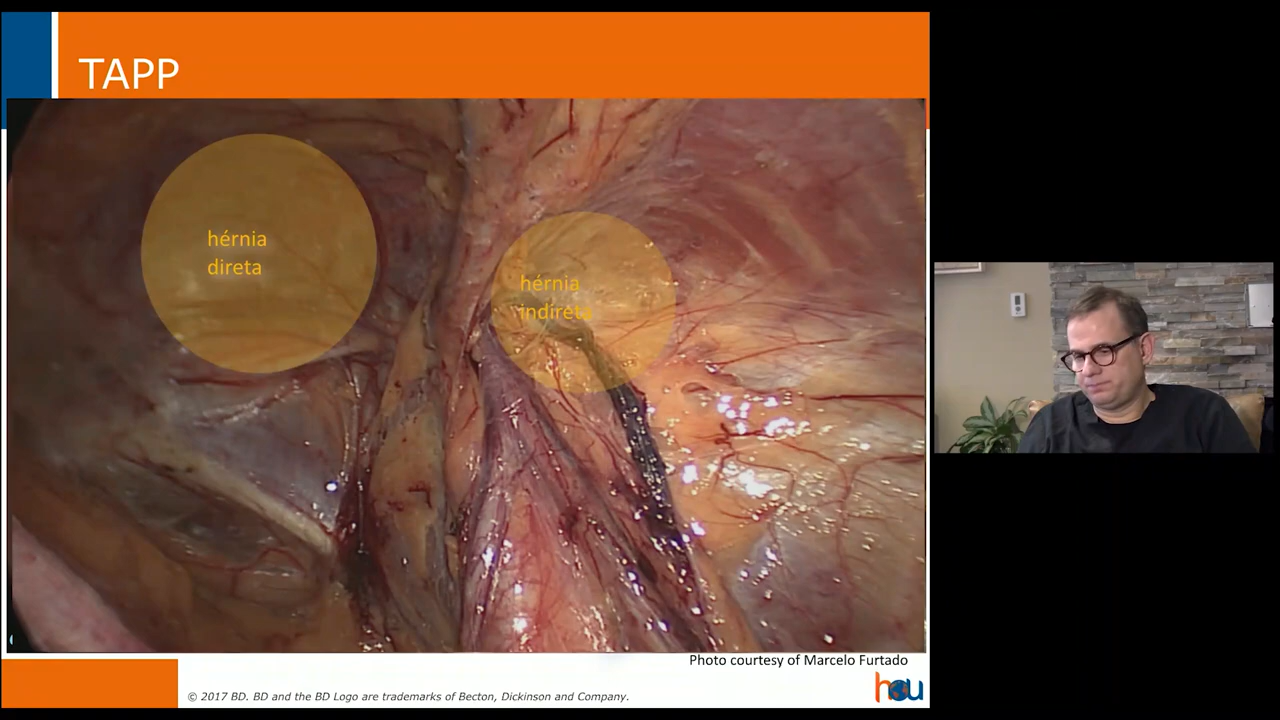 TAPP
hérnia
direta
hérnia
indireta
Photo courtesy of Marcelo Furtado
hou
© 2017 BD. BD and the BD Logo are trademarks of Becton, Dickinson and Company.